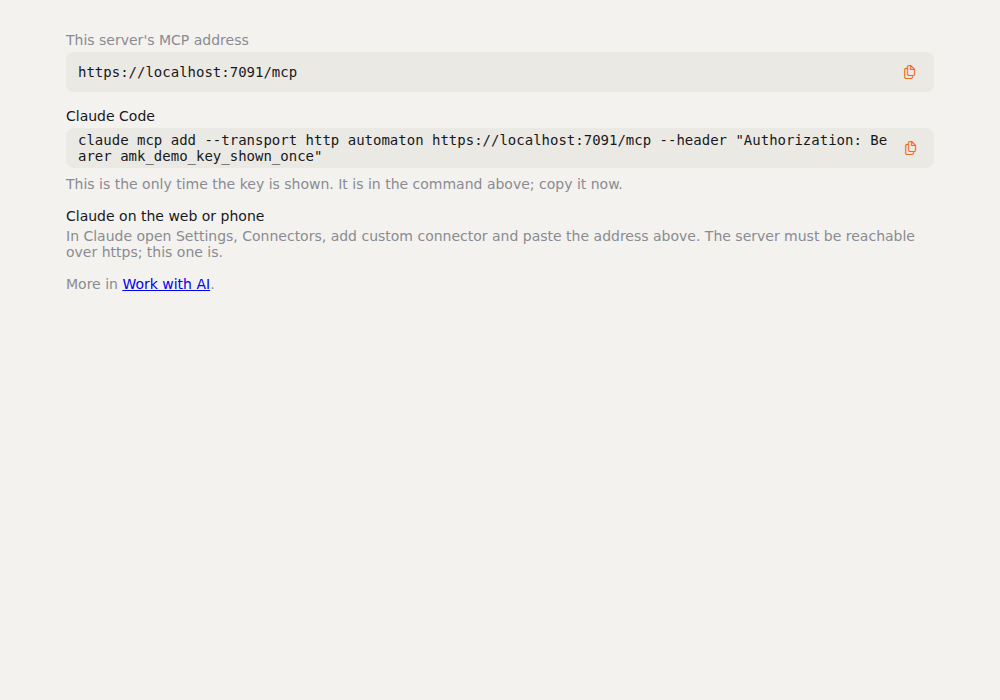 This server's MCP address
https://localhost:7091/mcp
Claude Code
claude mcp add --transport http automaton https://localhost:7091/mcp --header "Authorization: Be
arer amk_demo_key_shown_once"
This is the only time the key is shown. It is in the command above; copy it now.
Claude on the web or phone
In Claude open Settings, Connectors, add custom connector and paste the address above. The server must be reachable
over https; this one is.
More in Work with AI.